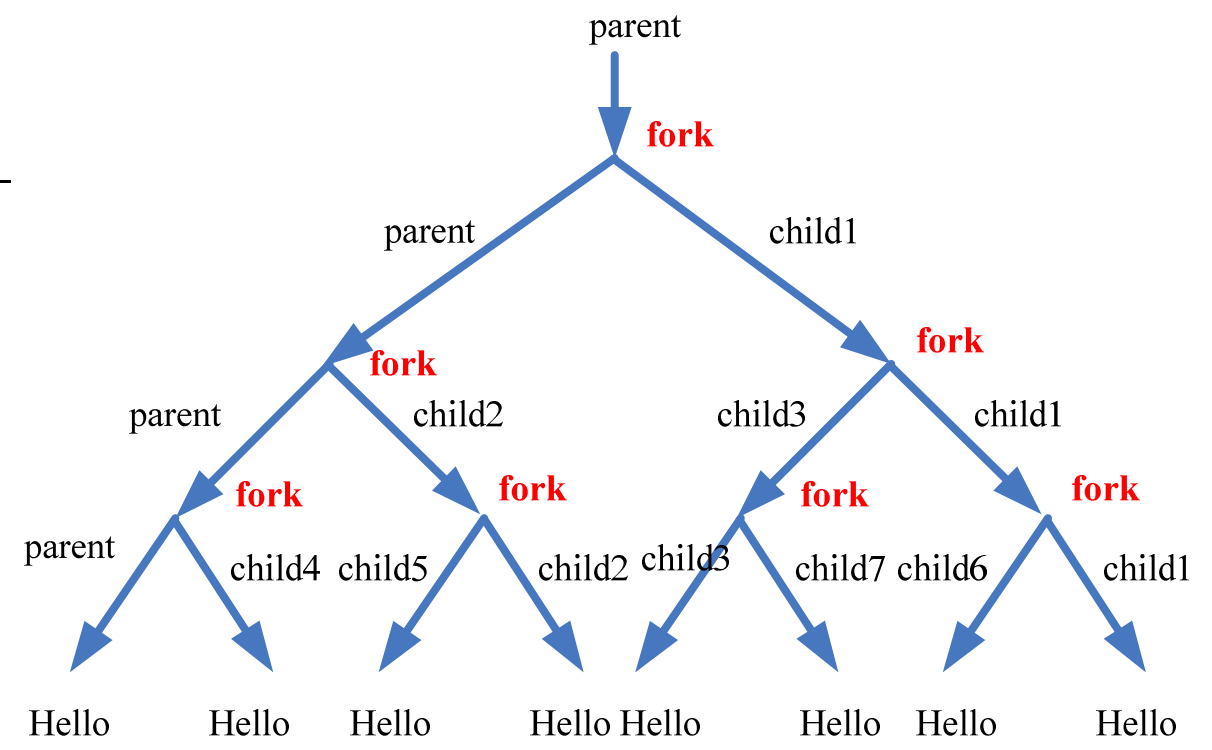 parent
fork
parent child1
fork
fork
parent child2 child3 child1
fork fork fork fork
parent child4 child5 child2 child3 child7 child6 child1
Hello Hello Hello Hello Hello Hello Hello Hello